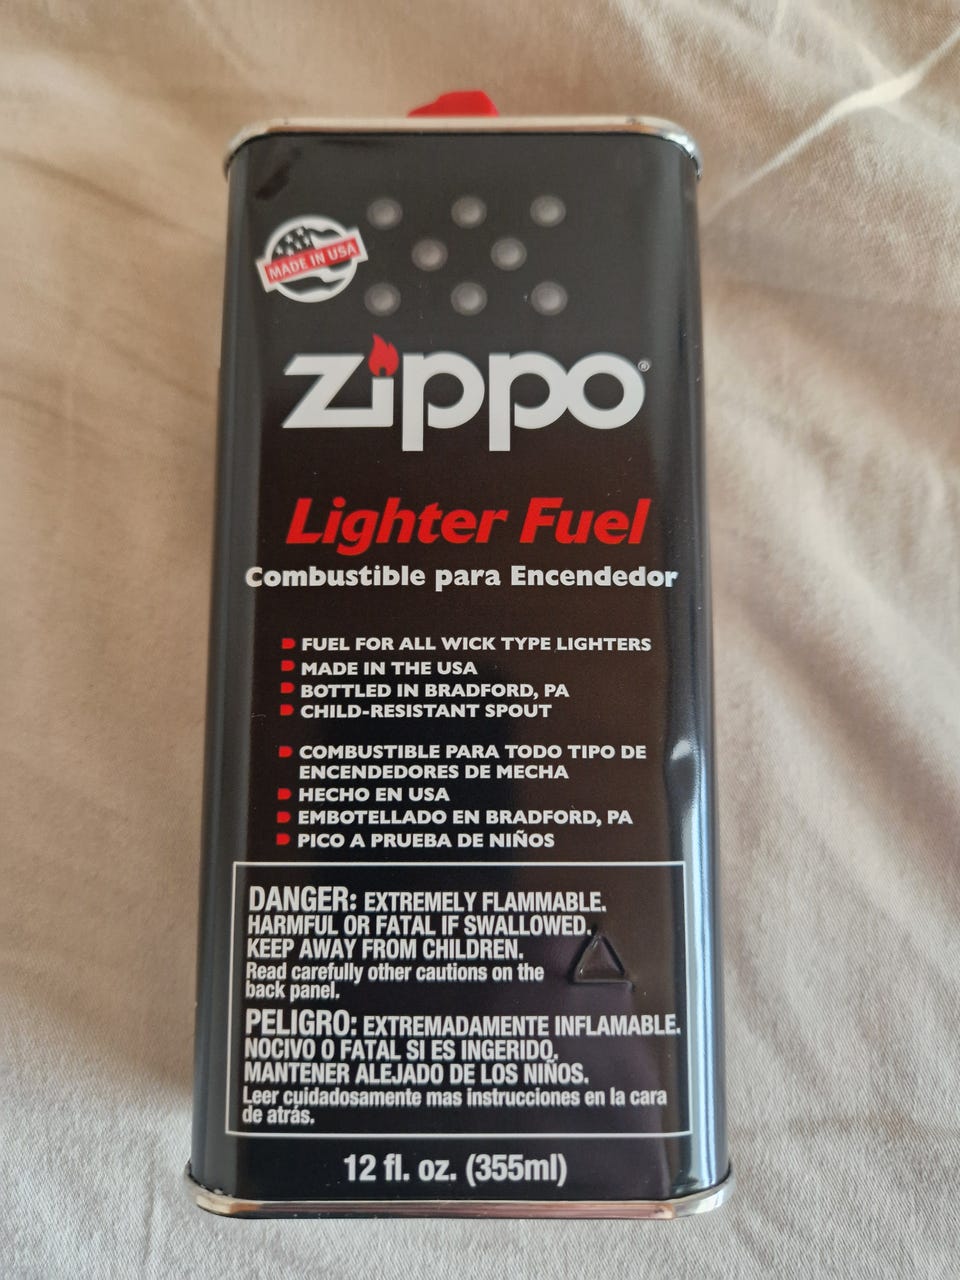 MADE IN USA
zippo®
Lighter Fuel
Combustible para Encendedor
FUEL FOR ALL WICK TYPE LIGHTERS
MADE IN THE USA
BOTTLED IN BRADFORD, PA
CHILD-RESISTANT SPOUT
COMBUSTIBLE PARA TODO TIPO DE
ENCENDEDORES DE MECHA
HECHO EN USA
EMBOTELLADO EN BRADFORD, PA
PICO A PRUEBA DE NIÑOS
DANGER: EXTREMELY FLAMMABLE.
HARMFUL OR FATAL IF SWALLOWED.
KEEP AWAY FROM CHILDREN.
Read carefully other cautions on the
back panel.
PELIGRO: EXTREMADAMENTE INFLAMABLE.
NOCIVO O FATAL SI ES INGERIDO.
MANTENER ALEJADO DE LOS NIÑOS.
Leer cuidadosamente mas instrucciones en la cara
de atrás.
12 fl. oz. (355ml)